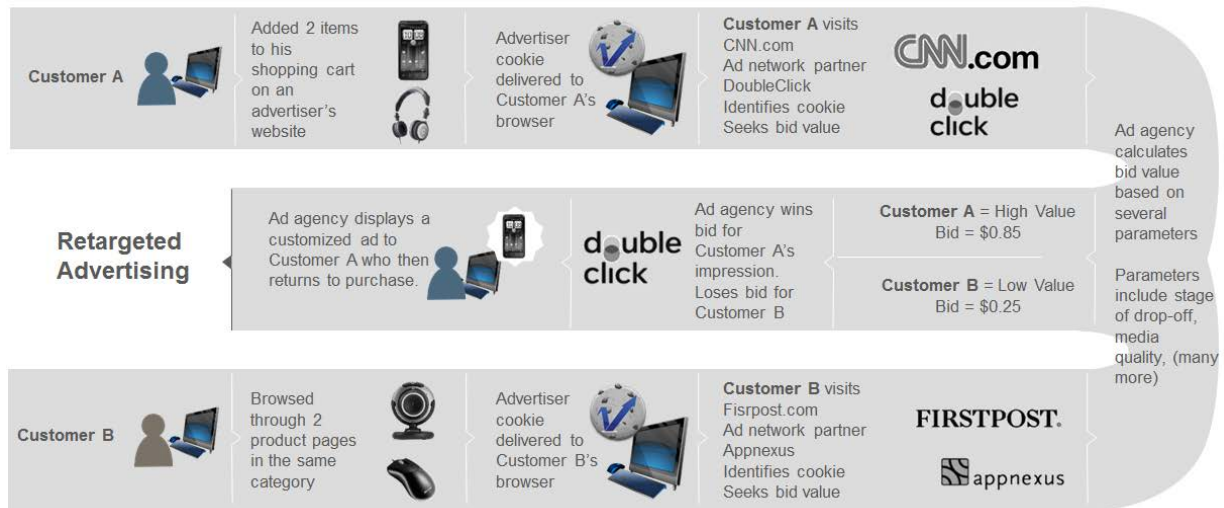 Customer A
Added 2 items
to his
shopping cart
on an
advertiser's
website
Advertiser
cookie
delivered to
Customer A's
browser
Customer A visits
CNN.com
Ad network partner
DoubleClick
Identifies cookie
Seeks bid value
CNN.com
double
click
Ad agency
calculates
bid value
based on
several
parameters
Parameters
include stage
of drop-off,
media
quality, (many
more)
Customer A = High Value
Bid = $0.85
Customer B = Low Value
Bid = $0.25
Ad agency wins
bid for
Customer A's
impression.
Loses bid for
Customer B
double
click
Ad agency displays a
customized ad to
Customer A who then
returns to purchase.
Retargeted
Advertising
Customer B
Browsed
through 2
product pages
in the same
category
Advertiser
cookie
delivered to
Customer B's
browser
Customer B visits
Fisrpost.com
Ad network partner
Appnexus
Identifies cookie
Seeks bid value
FIRSTPOST.
appnexus